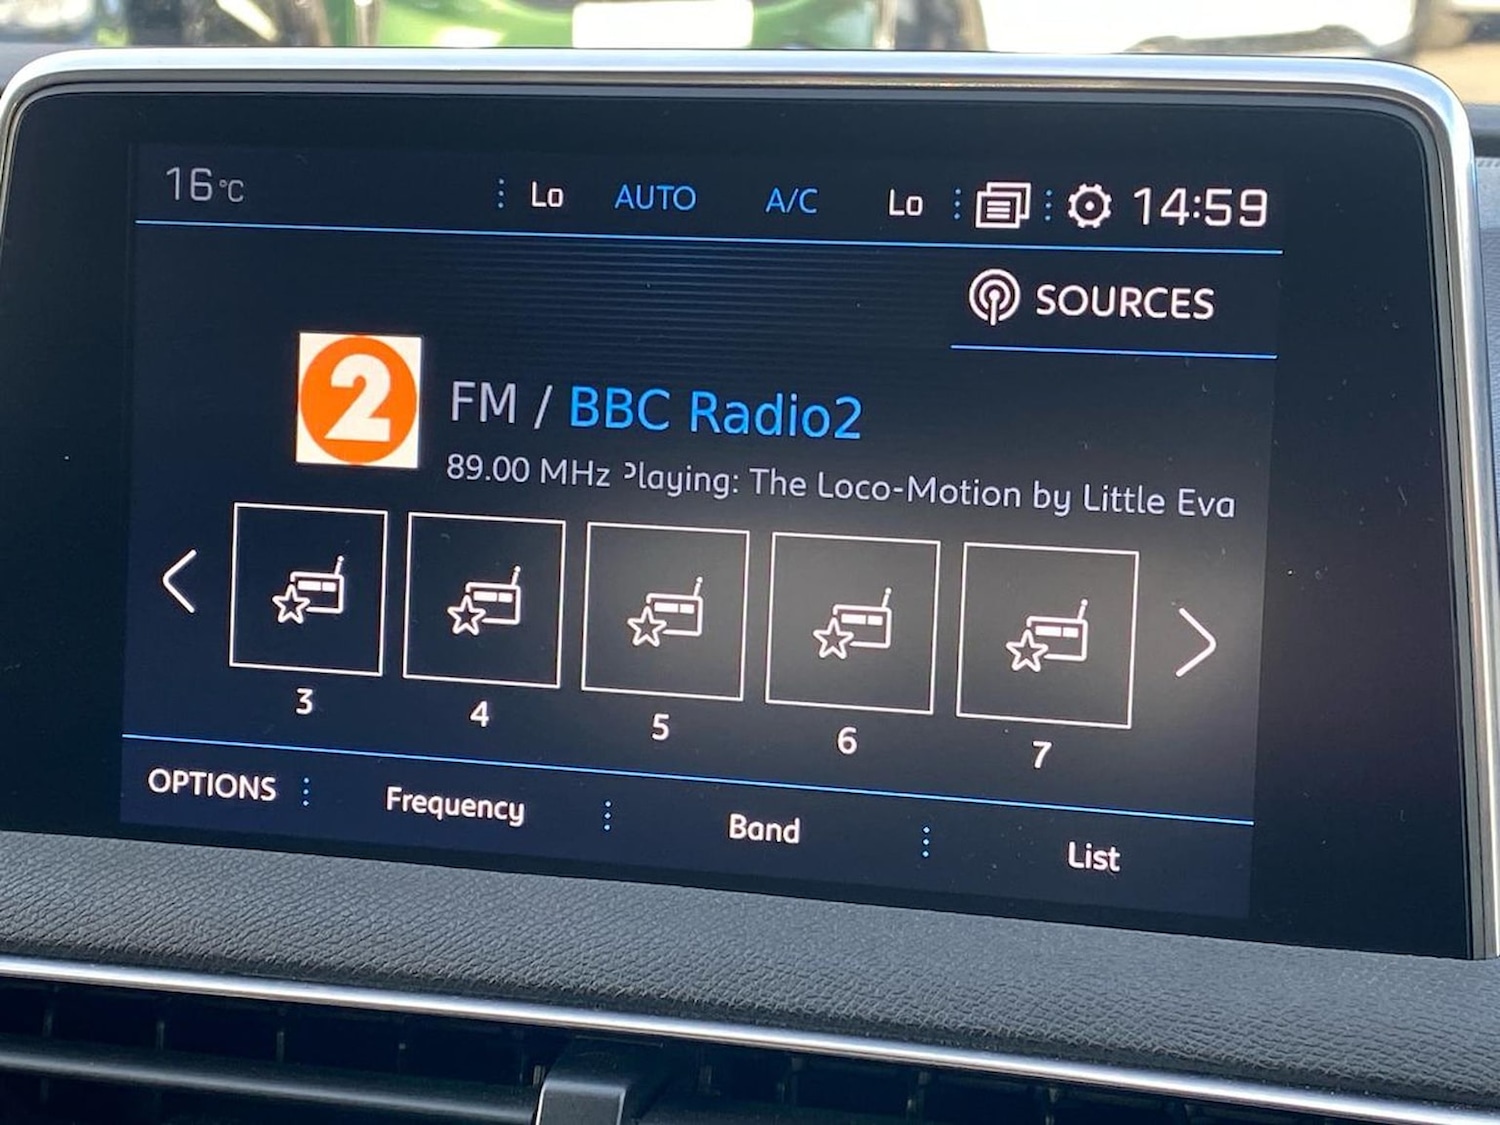 16°C Lo AUTO A/C Lo 14:59
SOURCES
2
FM / BBC Radio2
89.00 MHz Playing: The Loco-Motion by Little Eva
3 4 5 6 7
OPTIONS Frequency Band List